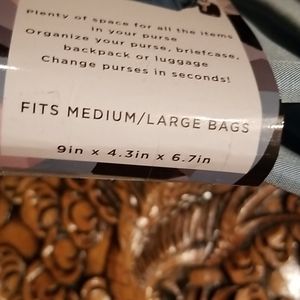 Plenty of space for all the items
in your purse
Organize your purse, briefcase,
backpack or luggage
Change purses in seconds!
FITS MEDIUM/LARGE BAGS
9in x 4.3in x 6.7in